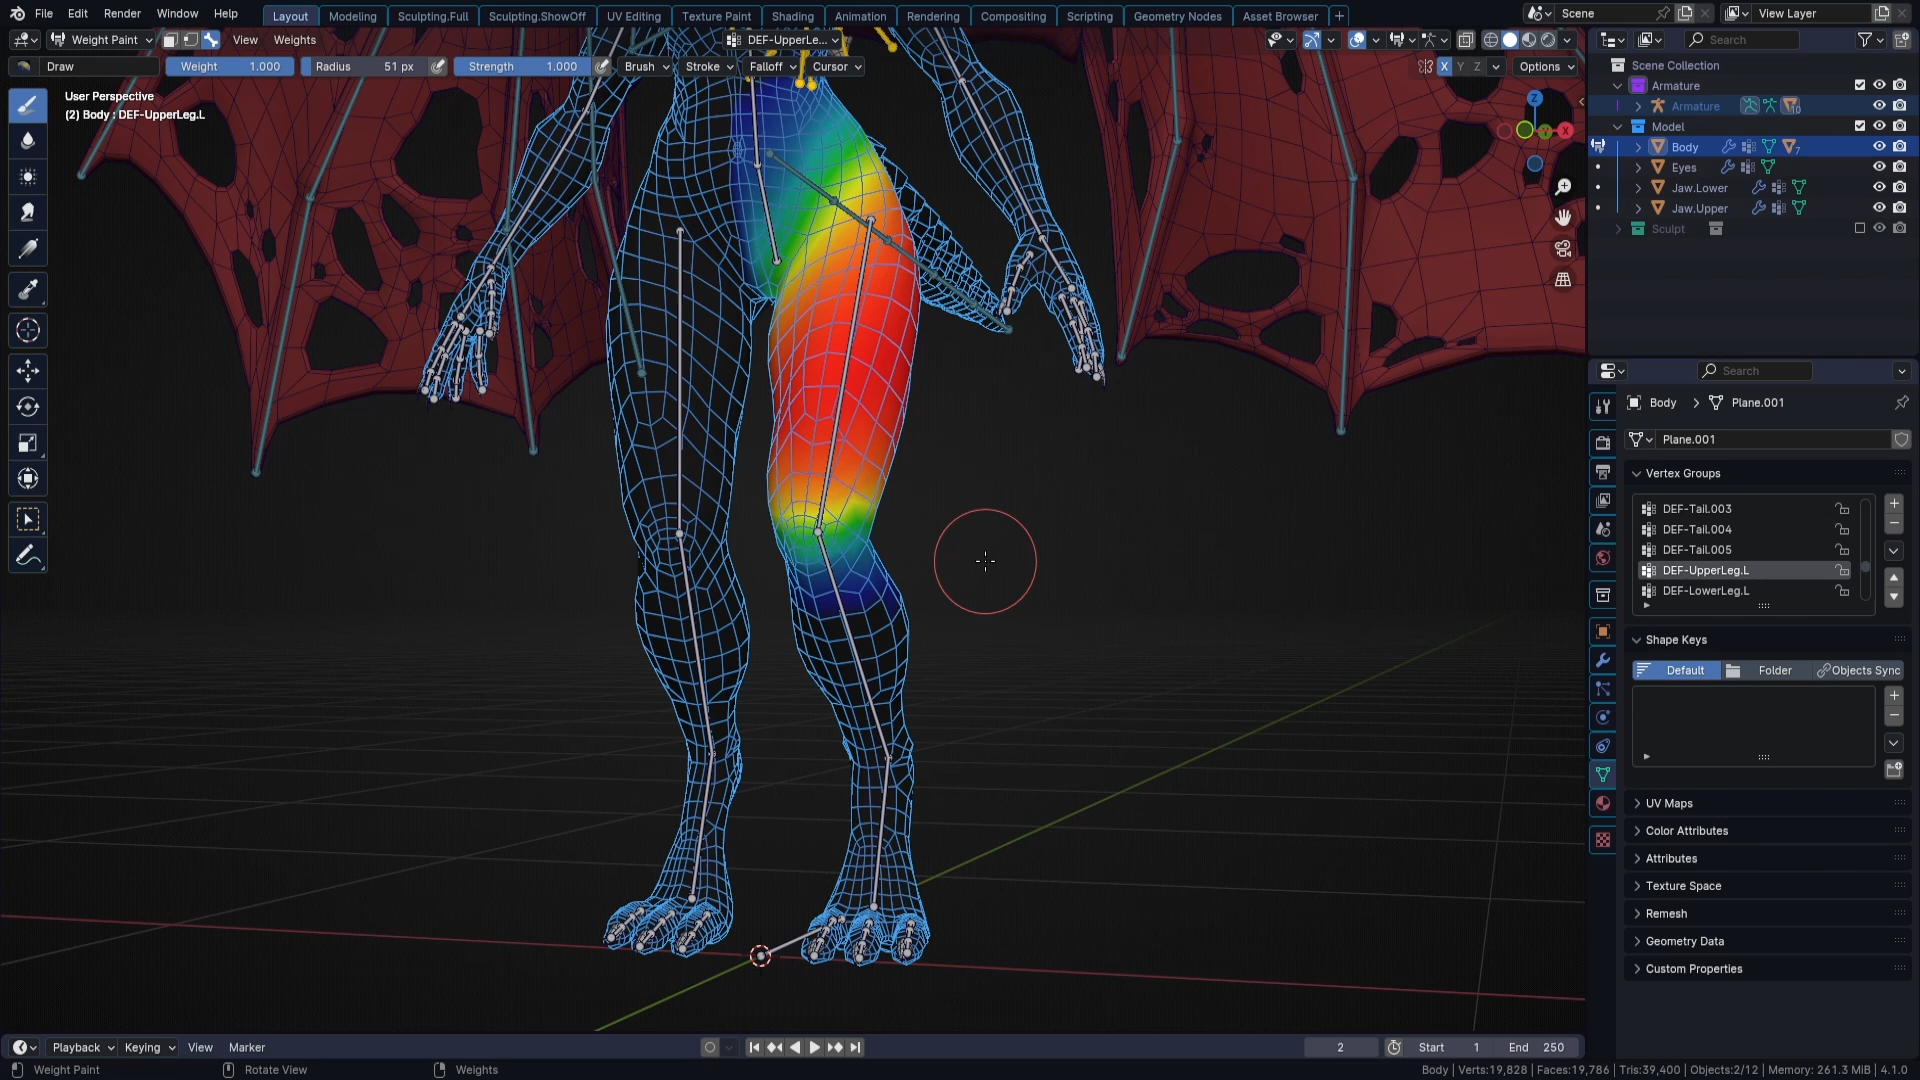 File Edit Render Window Help Layout Modeling Sculpting.Full Sculpting.ShowOff UV Editing Texture Paint Shading Animation Rendering Compositing Scripting Geometry Nodes Asset Browser + Scene View Layer
Weight Paint View Weights DEF-UpperLe... Search
Draw Weight 1.000 Radius 51 px Strength 1.000 Brush Stroke Falloff Cursor X Y Z Options
User Perspective
(2) Body : DEF-UpperLeg.L
Z
X
Scene Collection
Armature
Armature 10
Model
Body 7
Eyes
Jaw.Lower
Jaw.Upper
Sculpt
Search
Body > Plane.001
Plane.001
Vertex Groups
DEF-Tail.003
DEF-Tail.004
DEF-Tail.005
DEF-UpperLeg.L
DEF-LowerLeg.L
Shape Keys
Default Folder Objects Sync
UV Maps
Color Attributes
Attributes
Texture Space
Remesh
Geometry Data
Custom Properties
Playback Keying View Marker 2 Start 1 End 250
Weight Paint Rotate View Weights Body | Verts:19,828 | Faces:19,786 | Tris:39,400 | Objects:2/12 | Memory: 261.3 MiB | 4.1.0